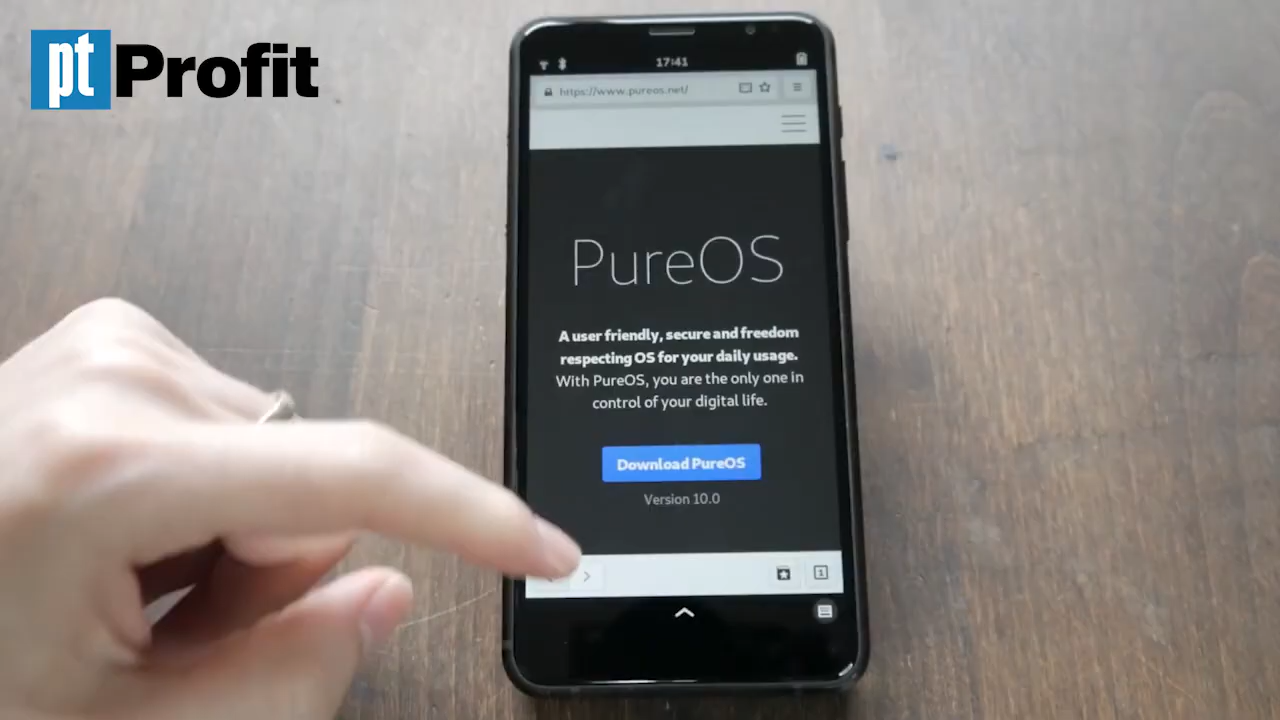 pt Profit
17:41
https://www.pureos.net/
PureOS
A user friendly, secure and freedom
respecting OS for your daily usage.
With PureOS, you are the only one in
control of your digital life.
Download PureOS
Version 10.0
1